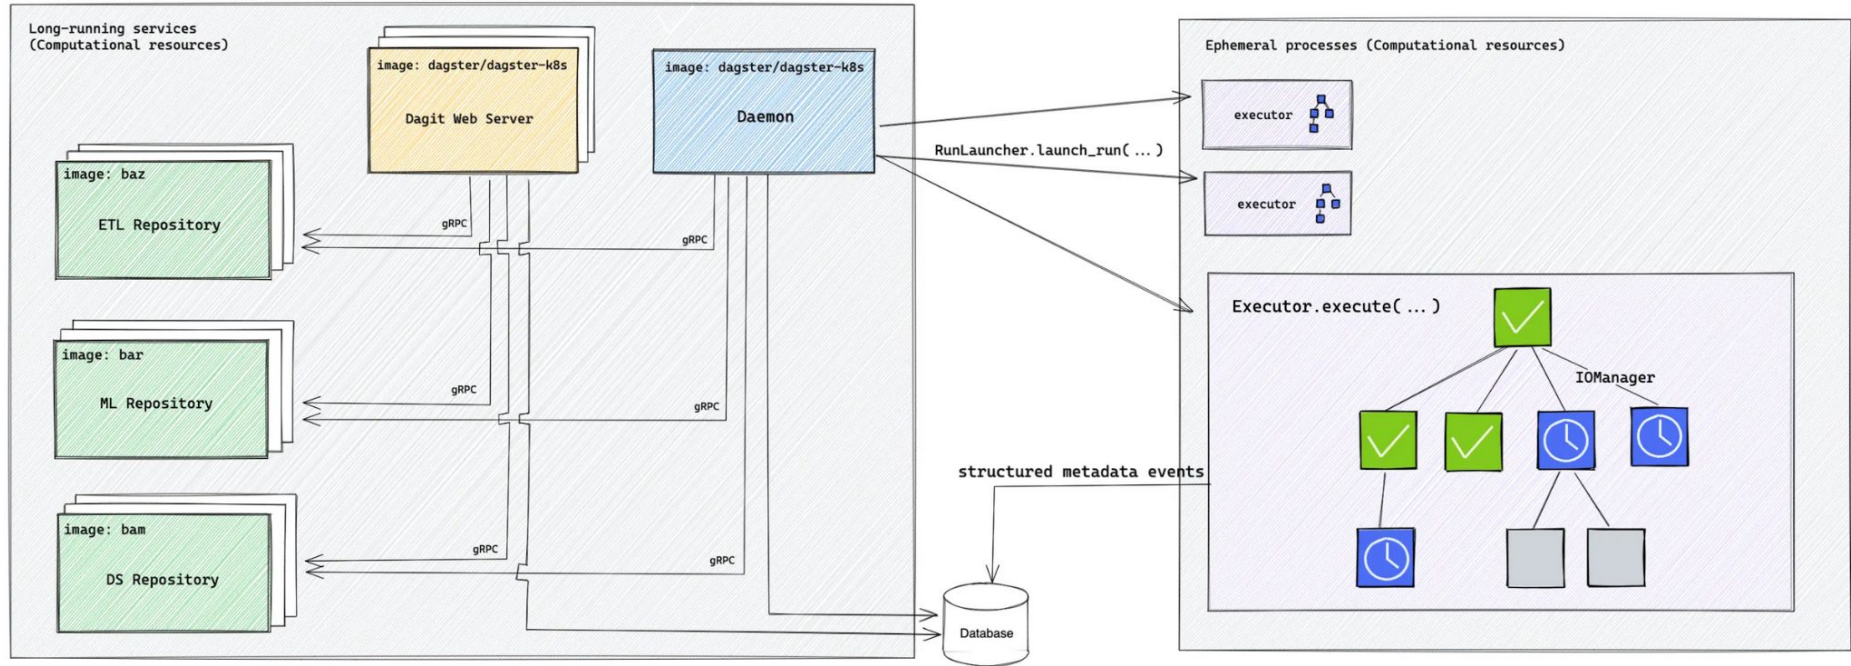 Long-running services
(Computational resources)
image: dagster/dagster-k8s
Dagit Web Server
image: dagster/dagster-k8s
Daemon
image: baz
ETL Repository
gRPC
gRPC
image: bar
ML Repository
gRPC
gRPC
image: bam
DS Repository
gRPC
gRPC
RunLauncher.launch_run(...)
structured metadata events
Database
Ephemeral processes (Computational resources)
executor
executor
Executor.execute(...)
IOManager